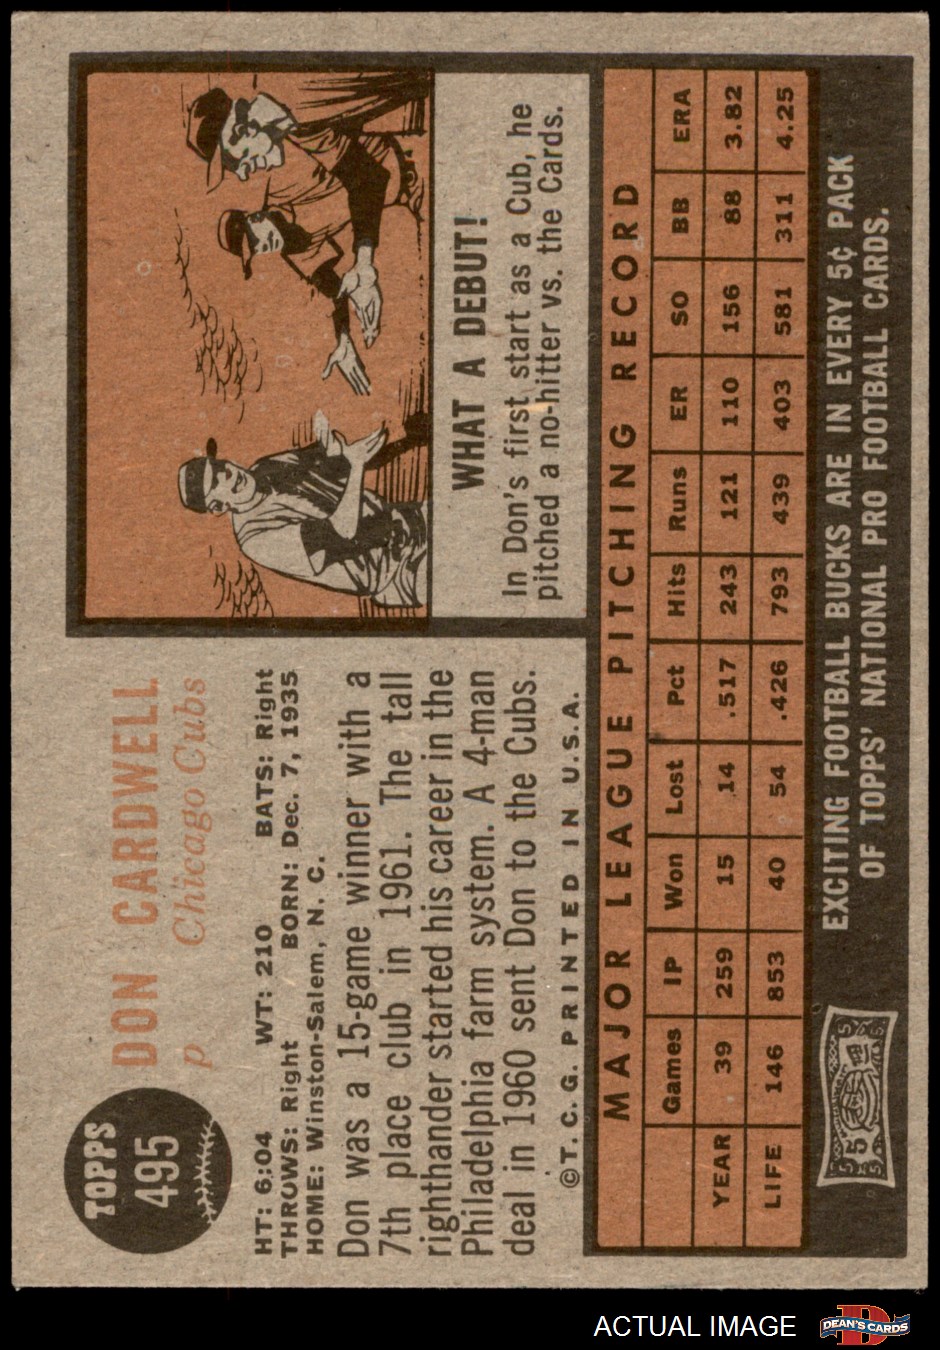 TOPPS
495
DON CARDWELL
p Chicago Cubs
HT: 6:04 WT: 210 BATS: Right
THROWS: Right BORN: Dec. 7, 1935
HOME: Winston-Salem, N. C.
Don was a 15-game winner with a
7th place club in 1961. The tall
righthander started his career in the
Philadelphia farm system. A 4-man
deal in 1960 sent Don to the Cubs.
©T. C. G. PRINTED IN U.S.A.
WHAT A DEBUT!
In Don's first start as a Cub, he
pitched a no-hitter vs. the Cards.
MAJOR LEAGUE PITCHING RECORD
Games IP Won Lost Pct Hits Runs ER SO BB ERA
YEAR 39 259 15 14 .517 243 121 110 156 88 3.82
LIFE 146 853 40 54 .426 793 439 403 581 311 4.25
5 5 5 5 5
EXCITING FOOTBALL BUCKS ARE IN EVERY 5¢ PACK
OF TOPPS' NATIONAL PRO FOOTBALL CARDS.
ACTUAL IMAGE
D
DEAN'S CARDS